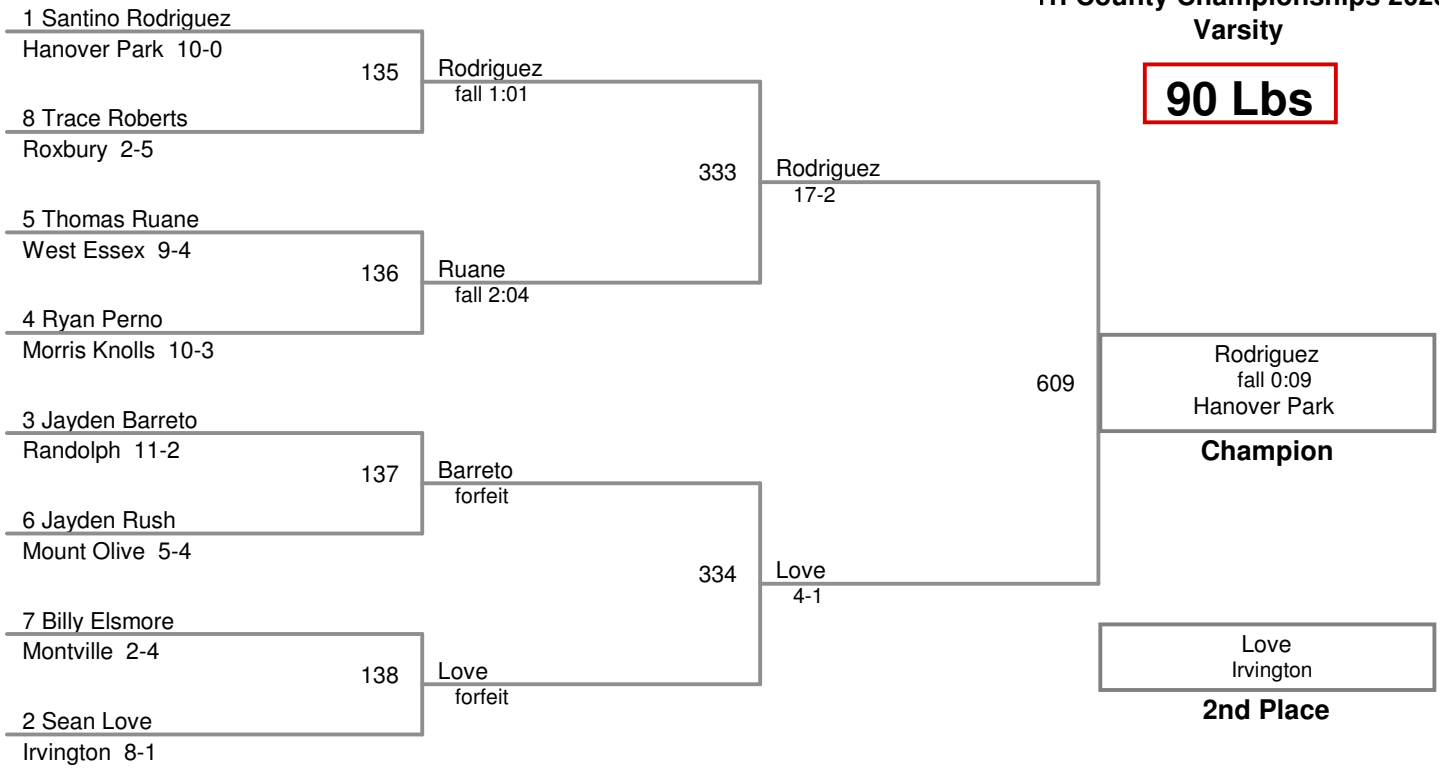 County Championships
Varsity
90 Lbs
1 Santino Rodriguez
Hanover Park 10-0
135
8 Trace Roberts
Roxbury 2-5
Rodriguez
fall 1:01
5 Thomas Ruane
West Essex 9-4
136
4 Ryan Perno
Morris Knolls 10-3
Ruane
fall 2:04
333
Rodriguez
17-2
3 Jayden Barreto
Randolph 11-2
137
6 Jayden Rush
Mount Olive 5-4
Barreto
forfeit
7 Billy Elsmore
Montville 2-4
138
2 Sean Love
Irvington 8-1
Love
forfeit
334
Love
4-1
609
Rodriguez
fall 0:09
Hanover Park
Champion
Love
Irvington
2nd Place